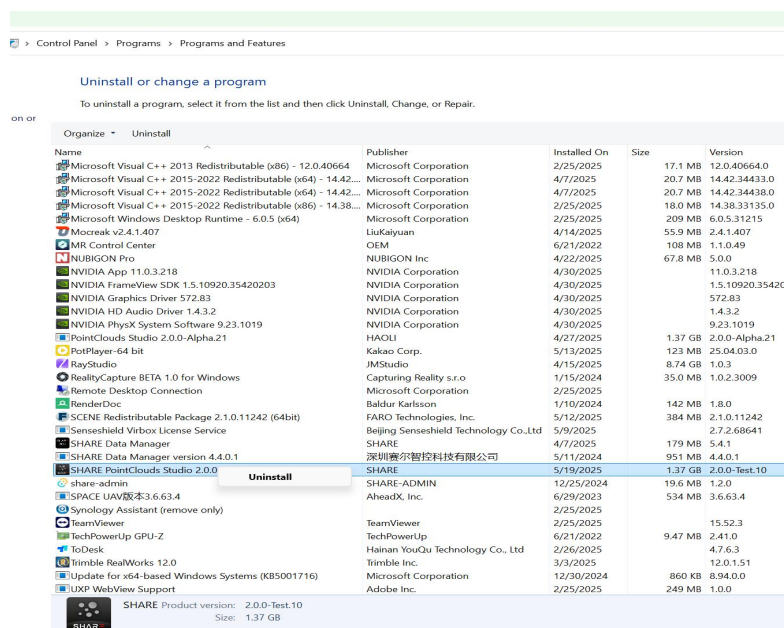 Control Panel > Programs > Programs and Features
Uninstall or change a program
To uninstall a program, select it from the list and then click Uninstall, Change, or Repair.
on or
Organize Uninstall
Name Publisher Installed On Size Version
Microsoft Visual C++ 2013 Redistributable (x86) - 12.0.40664 Microsoft Corporation 2/25/2025 17.1 MB 12.0.40664.0
Microsoft Visual C++ 2015-2022 Redistributable (x64) - 14.42.... Microsoft Corporation 4/7/2025 20.7 MB 14.42.34433.0
Microsoft Visual C++ 2015-2022 Redistributable (x64) - 14.42.... Microsoft Corporation 4/7/2025 20.7 MB 14.42.34438.0
Microsoft Visual C++ 2015-2022 Redistributable (x86) - 14.38.... Microsoft Corporation 2/25/2025 18.0 MB 14.38.33135.0
Microsoft Windows Desktop Runtime - 6.0.5 (x64) Microsoft Corporation 2/25/2025 209 MB 6.0.5.31215
Mocreak v2.4.1.407 LiuKaiyuan 4/14/2025 55.9 MB 2.4.1.407
MR Control Center OEM 6/21/2022 108 MB 1.1.0.49
NUBIGON Pro NUBIGON Inc 4/22/2025 67.8 MB 5.0.0
NVIDIA App 11.0.3.218 NVIDIA Corporation 4/30/2025 11.0.3.218
NVIDIA FrameView SDK 1.5.10920.35420203 NVIDIA Corporation 4/30/2025 1.5.10920.35420
NVIDIA Graphics Driver 572.83 NVIDIA Corporation 4/30/2025 572.83
NVIDIA HD Audio Driver 1.4.3.2 NVIDIA Corporation 4/30/2025 1.4.3.2
NVIDIA PhysX System Software 9.23.1019 NVIDIA Corporation 4/30/2025 9.23.1019
PointClouds Studio 2.0.0-Alpha.21 HAOLI 4/27/2025 1.37 GB 2.0.0-Alpha.21
PotPlayer-64 bit Kakao Corp. 5/13/2025 123 MB 25.04.03.0
RayStudio JMStudio 4/15/2025 8.74 GB 1.0.3
RealityCapture BETA 1.0 for Windows Capturing Reality s.r.o 1/15/2024 35.0 MB 1.0.2.3009
Remote Desktop Connection Microsoft Corporation 2/25/2025
RenderDoc Baldur Karlsson 1/10/2024 142 MB 1.8.0
SCENE Redistributable Package 2.1.0.11242 (64bit) FARO Technologies, Inc. 5/12/2025 384 MB 2.1.0.11242
Senseshield Virbox License Service Beijing Senseshield Technology Co.,Ltd 5/9/2025 2.7.2.68641
SHARE Data Manager SHARE 4/7/2025 179 MB 5.4.1
SHARE Data Manager version 4.4.0.1 深圳赛尔智控科技有限公司 5/11/2024 951 MB 4.4.0.1
SHARE PointClouds Studio 2.0.0 SHARE 5/19/2025 1.37 GB 2.0.0-Test.10
Uninstall
share-admin SHARE-ADMIN 12/25/2024 19.6 MB 1.2.0
SPACE UAV版本3.6.63.4 AheadX, Inc. 6/29/2023 534 MB 3.6.63.4
Synology Assistant (remove only) 2/25/2025
TeamViewer TeamViewer 2/25/2025 15.52.3
TechPowerUp GPU-Z TechPowerUp 6/21/2022 9.47 MB 2.41.0
ToDesk Hainan YouQu Technology Co., Ltd 2/26/2025 4.7.6.3
Trimble RealWorks 12.0 Trimble Inc. 3/3/2025 12.0.1.51
Update for x64-based Windows Systems (KB5001716) Microsoft Corporation 12/30/2024 860 KB 8.94.0.0
UXP WebView Support Adobe Inc. 2/25/2025 249 MB 1.0.0
SHARE Product version: 2.0.0-Test.10
Size: 1.37 GB
SHARE